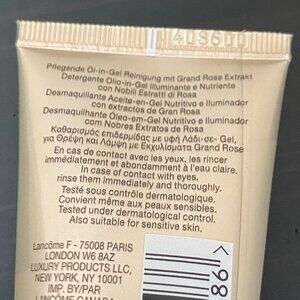 Pflegende Öl-in-Gel Reinigung mit Grand Rose Extrakt
Detergente Olio-in-Gel Illuminante e Nutriente
con Nobili Estratti di Rosa
Desmaquillante Aceite-en-Gel Nutritivo e Iluminador
con extractos de Gran Rosa
Desmaquilhante Óleo-em-Gel Nutritivo e Iluminador
com Nobres Extratos de Rosa
Καθαρισμός επιδερμίδας με υφή Λάδι-σε- Gel,
για Θρέψη και Λάμψη με Εκχυλίσματα Grand Rose
En cas de contact avec les yeux, les rincer
immédiatement et abondamment à l'eau claire.
In case of contact with eyes,
rinse them immediately and thoroughly.
Testé sous contrôle dermatologique.
Convient même aux peaux sensibles.
Tested under dermatological control.
Also suitable for sensitive skin.
Lancôme F - 75008 PARIS
LONDON W6 8AZ
LUXURY PRODUCTS LLC,
NEW YORK, NY 10001
IMP. BY/PAR
LANCÔME CANADA